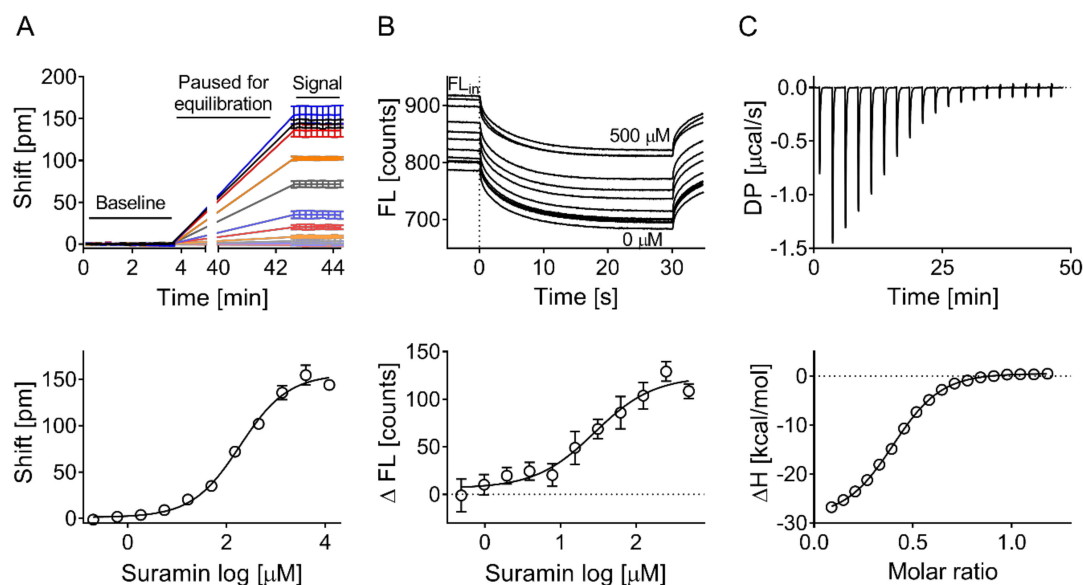 A
Shift [pm]
200
150
100
50
0
Baseline
Paused for
equilibration
Signal
0
2
4
40
42
44
Time [min]
B
FL [counts]
900
800
700
FLin
500 µM
0 µM
0
10
20
30
Time [s]
C
DP [µcal/s]
0.0
-0.5
-1.0
-1.5
0
25
50
Time [min]
Shift [pm]
150
100
50
0
0
2
4
Suramin log [µM]
Δ FL [counts]
150
100
50
0
0
1
2
Suramin log [µM]
ΔH [kcal/mol]
0
-10
-20
-30
0.0
0.5
1.0
Molar ratio